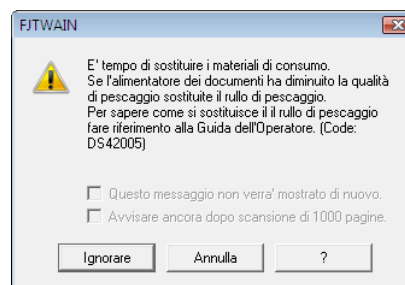 FJTWAIN
E' tempo di sostituire i materiali di consumo.
Se l'alimentatore dei documenti ha diminuito la qualità
di pescaggio sostituite il rullo di pescaggio.
Per sapere come si sostituisce il il rullo di pescaggio
fare riferimento alla Guida dell'Operatore. (Code:
DS42005)
Questo messaggio non verra' mostrato di nuovo.
Avvisare ancora dopo scansione di 1000 pagine.
Ignorare Annulla ?